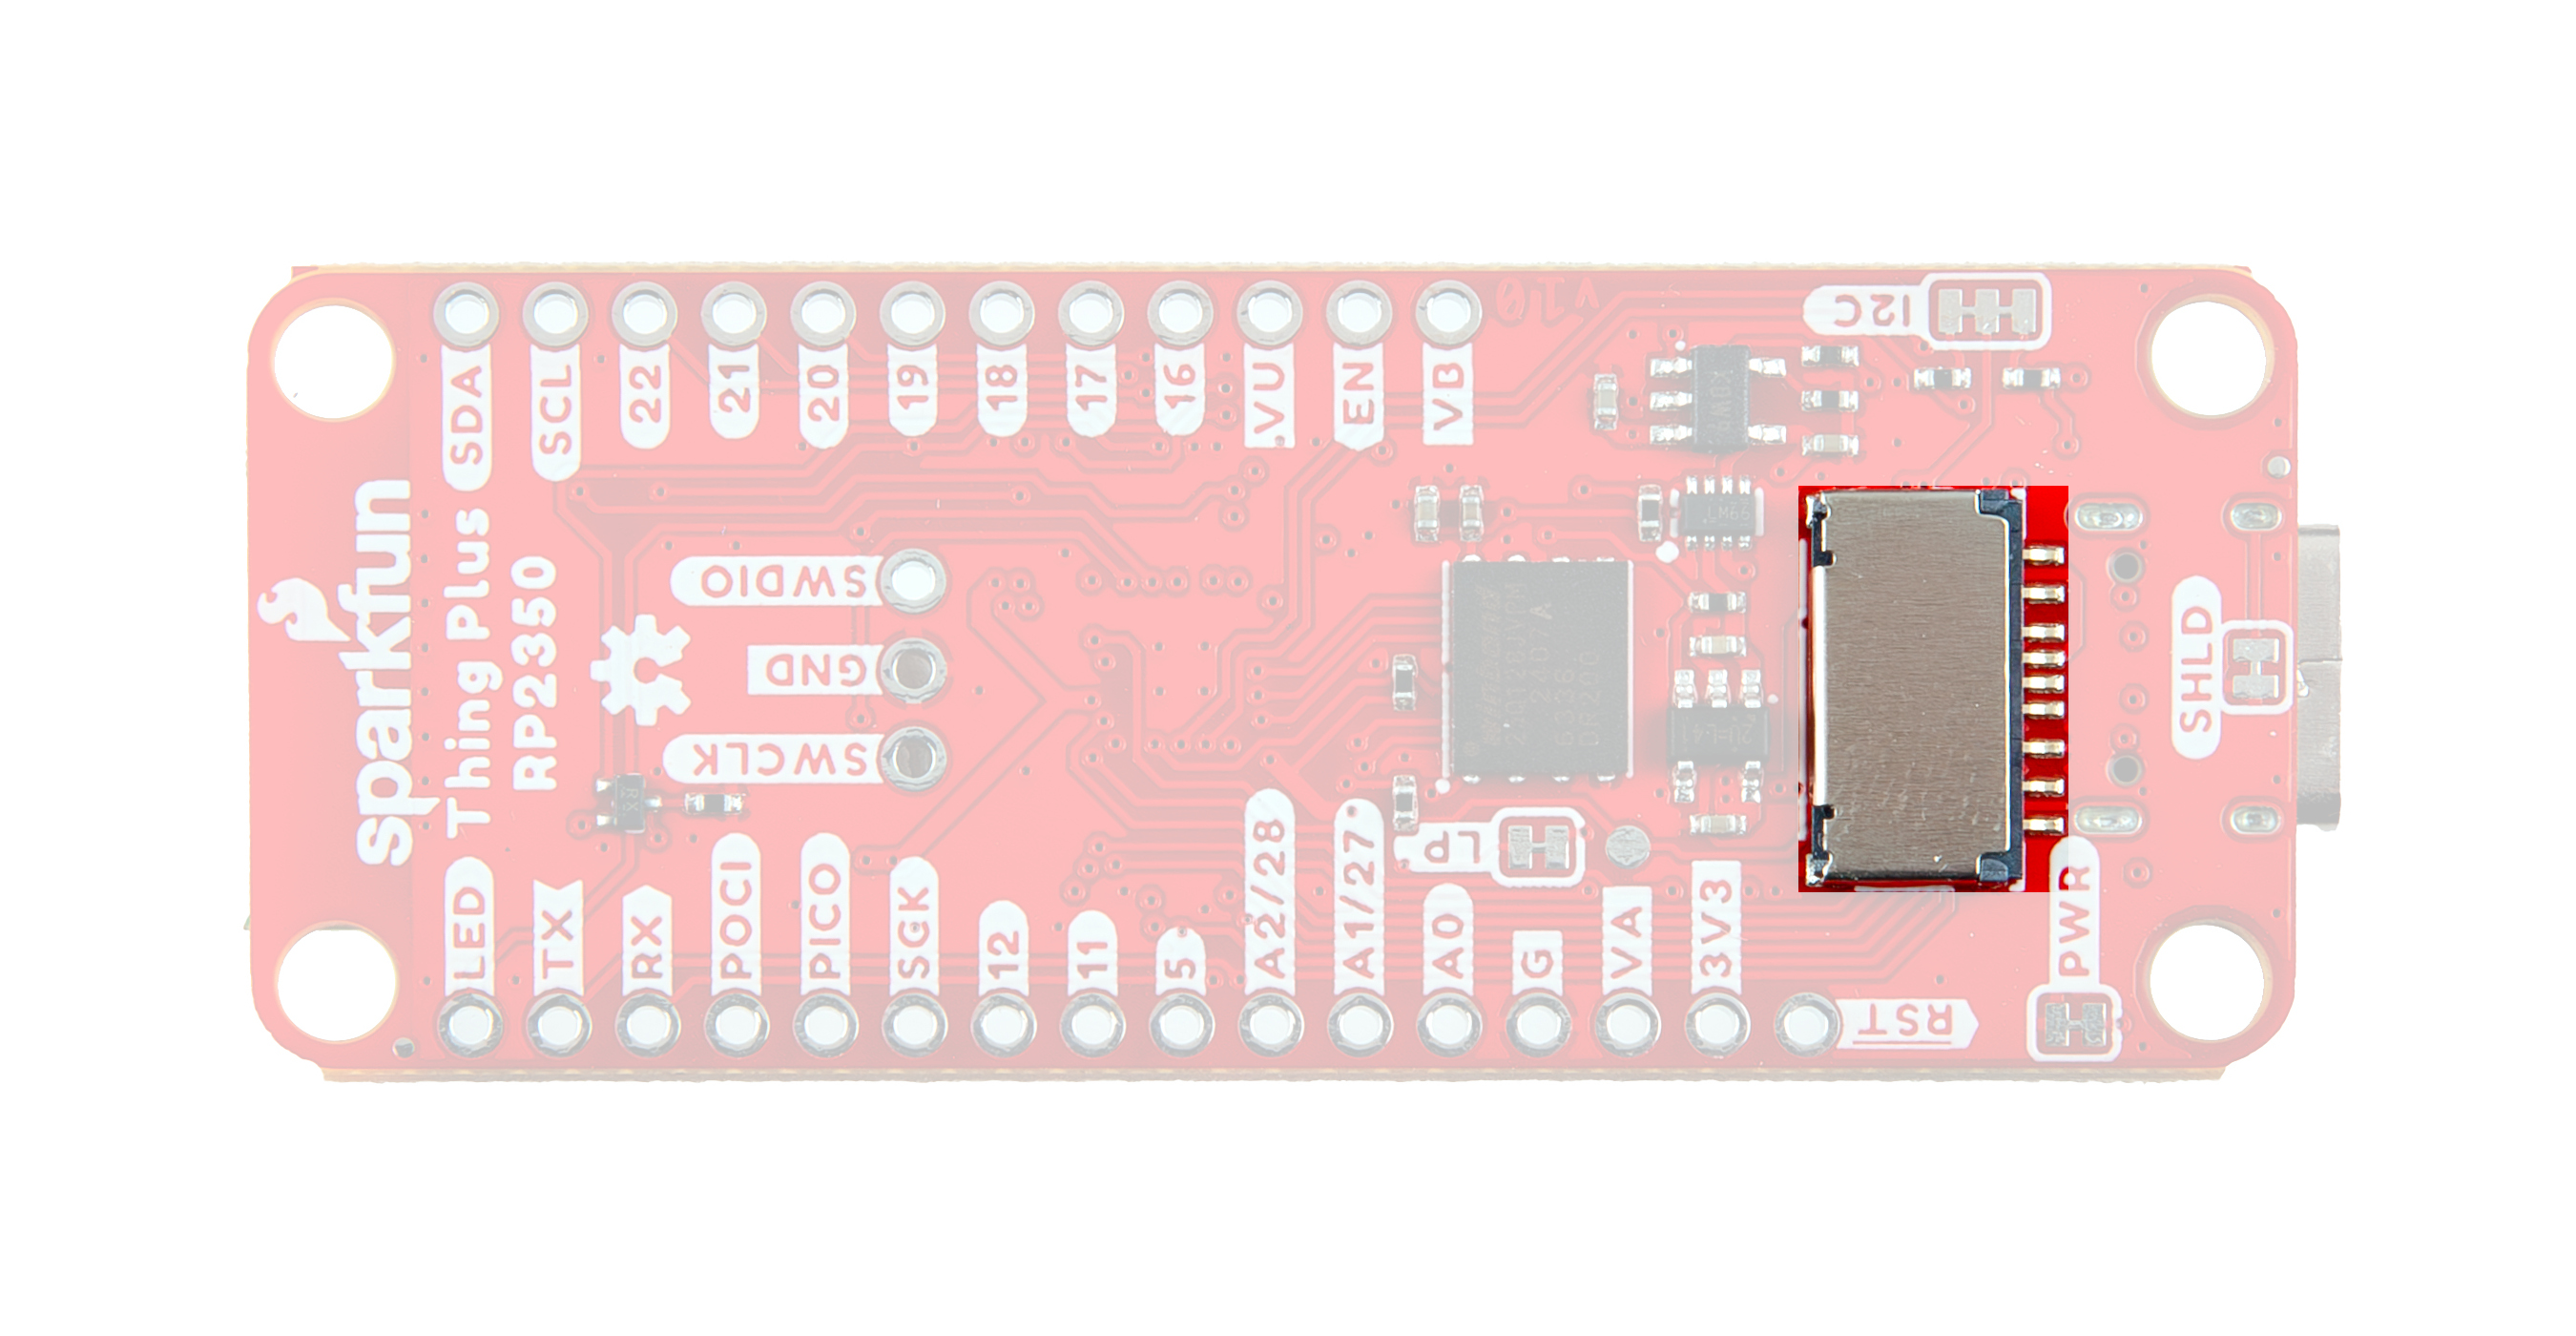 v10
I2C
SDA
SCL
22
21
20
19
18
17
16
VU
EN
VB
sparkfun
Thing Plus
RP2350
SWDIO
GND
SWCLK
SHLD
LP
LED
TX
RX
POCI
PICO
SCK
12
11
5
A2/28
A1/27
A0
G
VA
3V3
RST
PWR